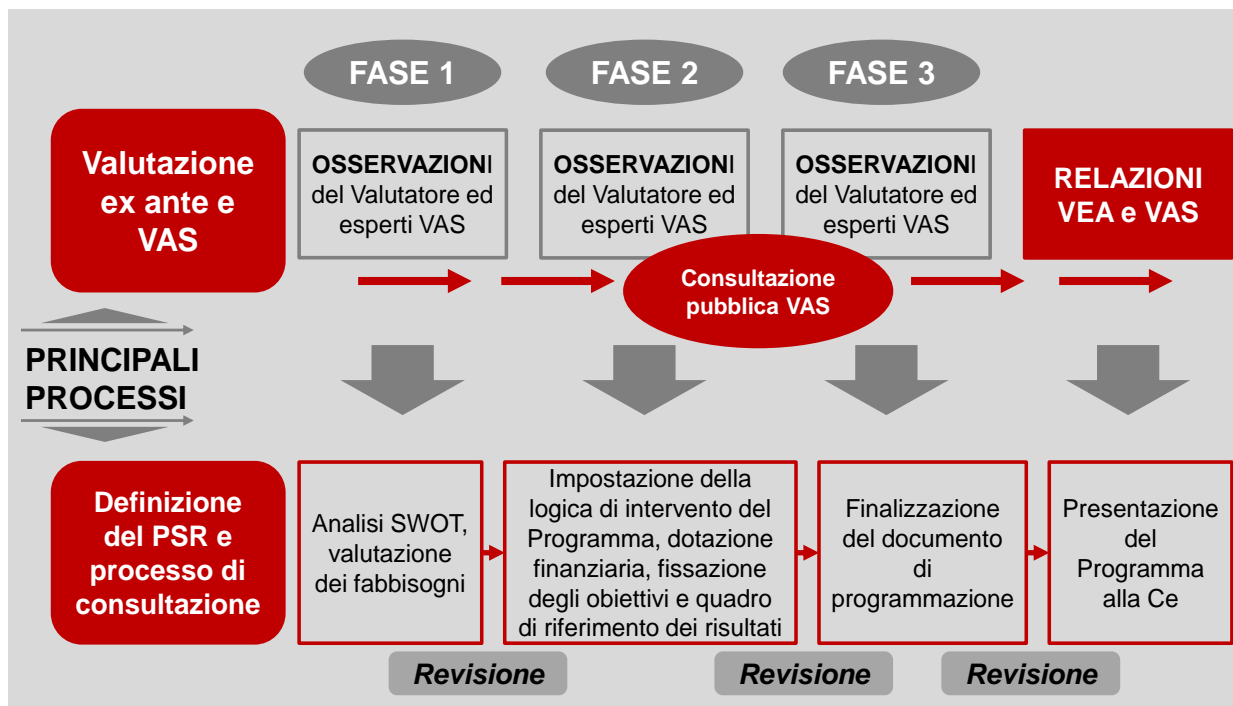 FASE 1
FASE 2
FASE 3
Valutazione
ex ante e
VAS
OSSERVAZIONI
del Valutatore ed
esperti VAS
OSSERVAZIONI
del Valutatore ed
esperti VAS
OSSERVAZIONI
del Valutatore ed
esperti VAS
RELAZIONI
VEA e VAS
Consultazione
pubblica VAS
PRINCIPALI
PROCESSI
Definizione
del PSR e
processo di
consultazione
Analisi SWOT,
valutazione
dei fabbisogni
Impostazione della
logica di intervento del
Programma, dotazione
finanziaria, fissazione
degli obiettivi e quadro
di riferimento dei risultati
Finalizzazione
del documento
di
programmazione
Presentazione
del
Programma
alla Ce
Revisione
Revisione
Revisione